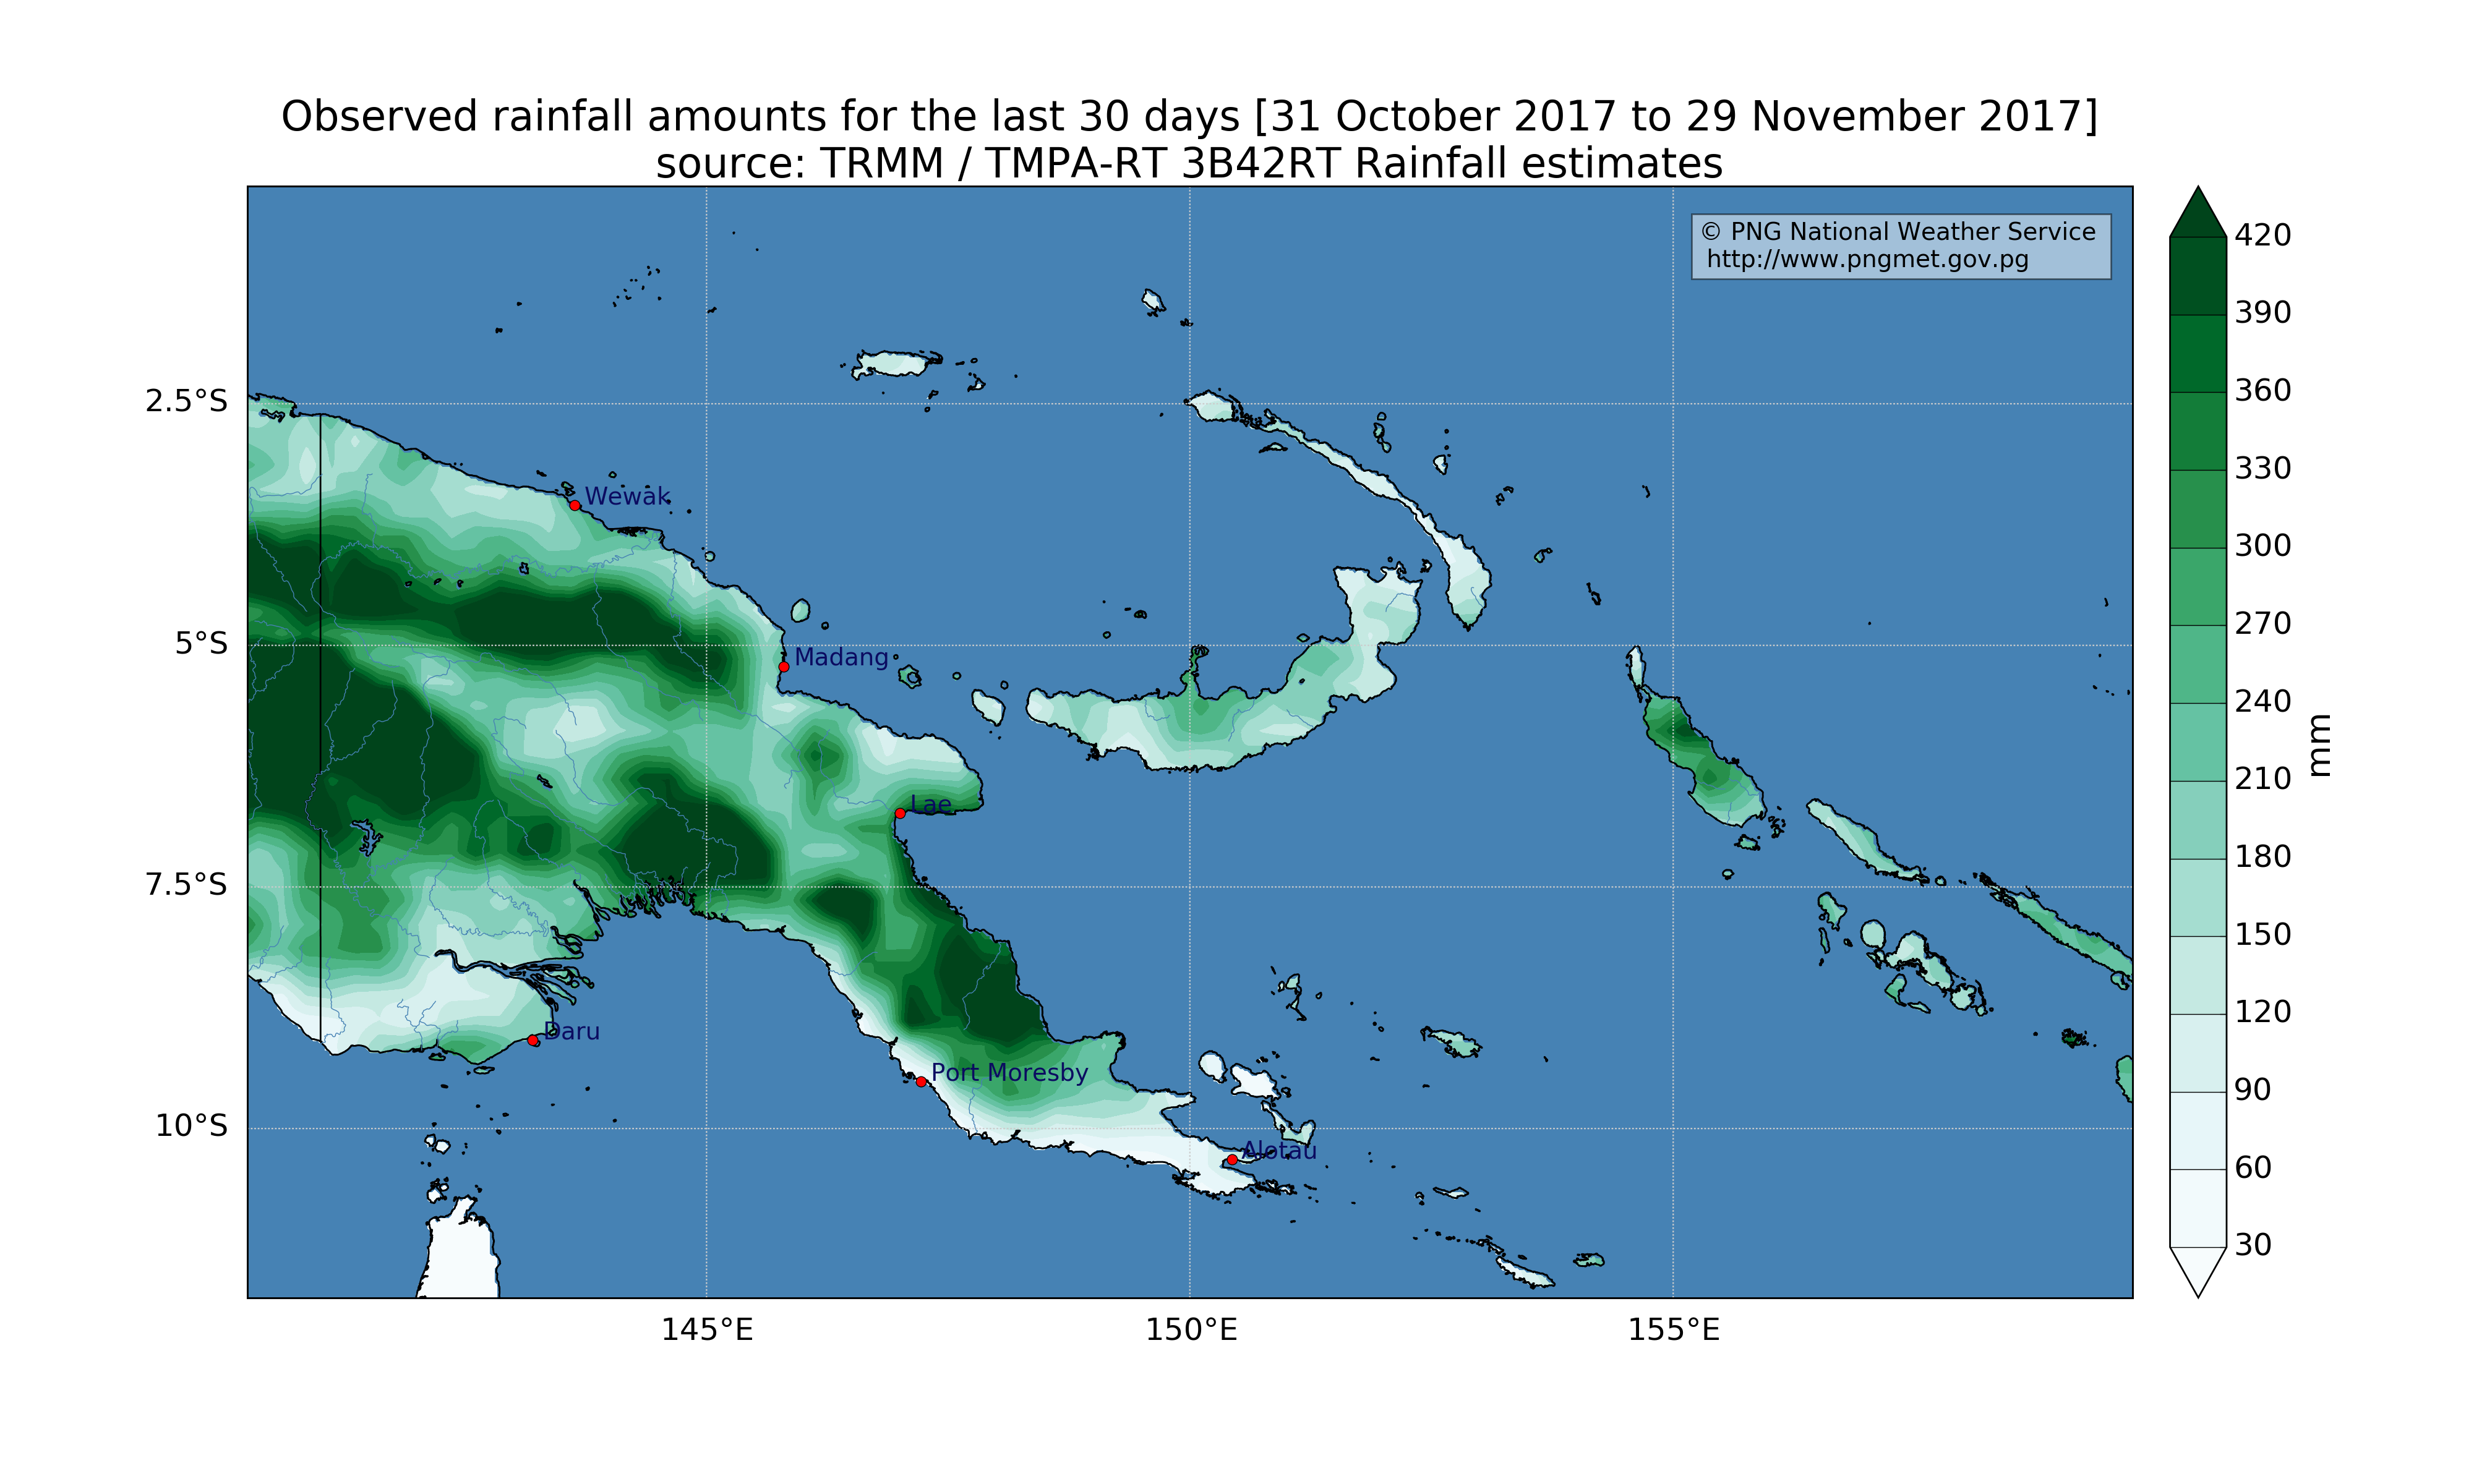 Observed rainfall amounts for the last 30 days [31 October 2017 to 29 November 2017]
source: TRMM / TMPA-RT 3B42RT Rainfall estimates
© PNG National Weather Service
http://www.pngmet.gov.pg
2.5°S
5°S
7.5°S
10°S
Wewak
Madang
Lae
Daru
Port Moresby
Alotau
145°E
150°E
155°E
420
390
360
330
300
270
240
210
180
150
120
90
60
30
mm